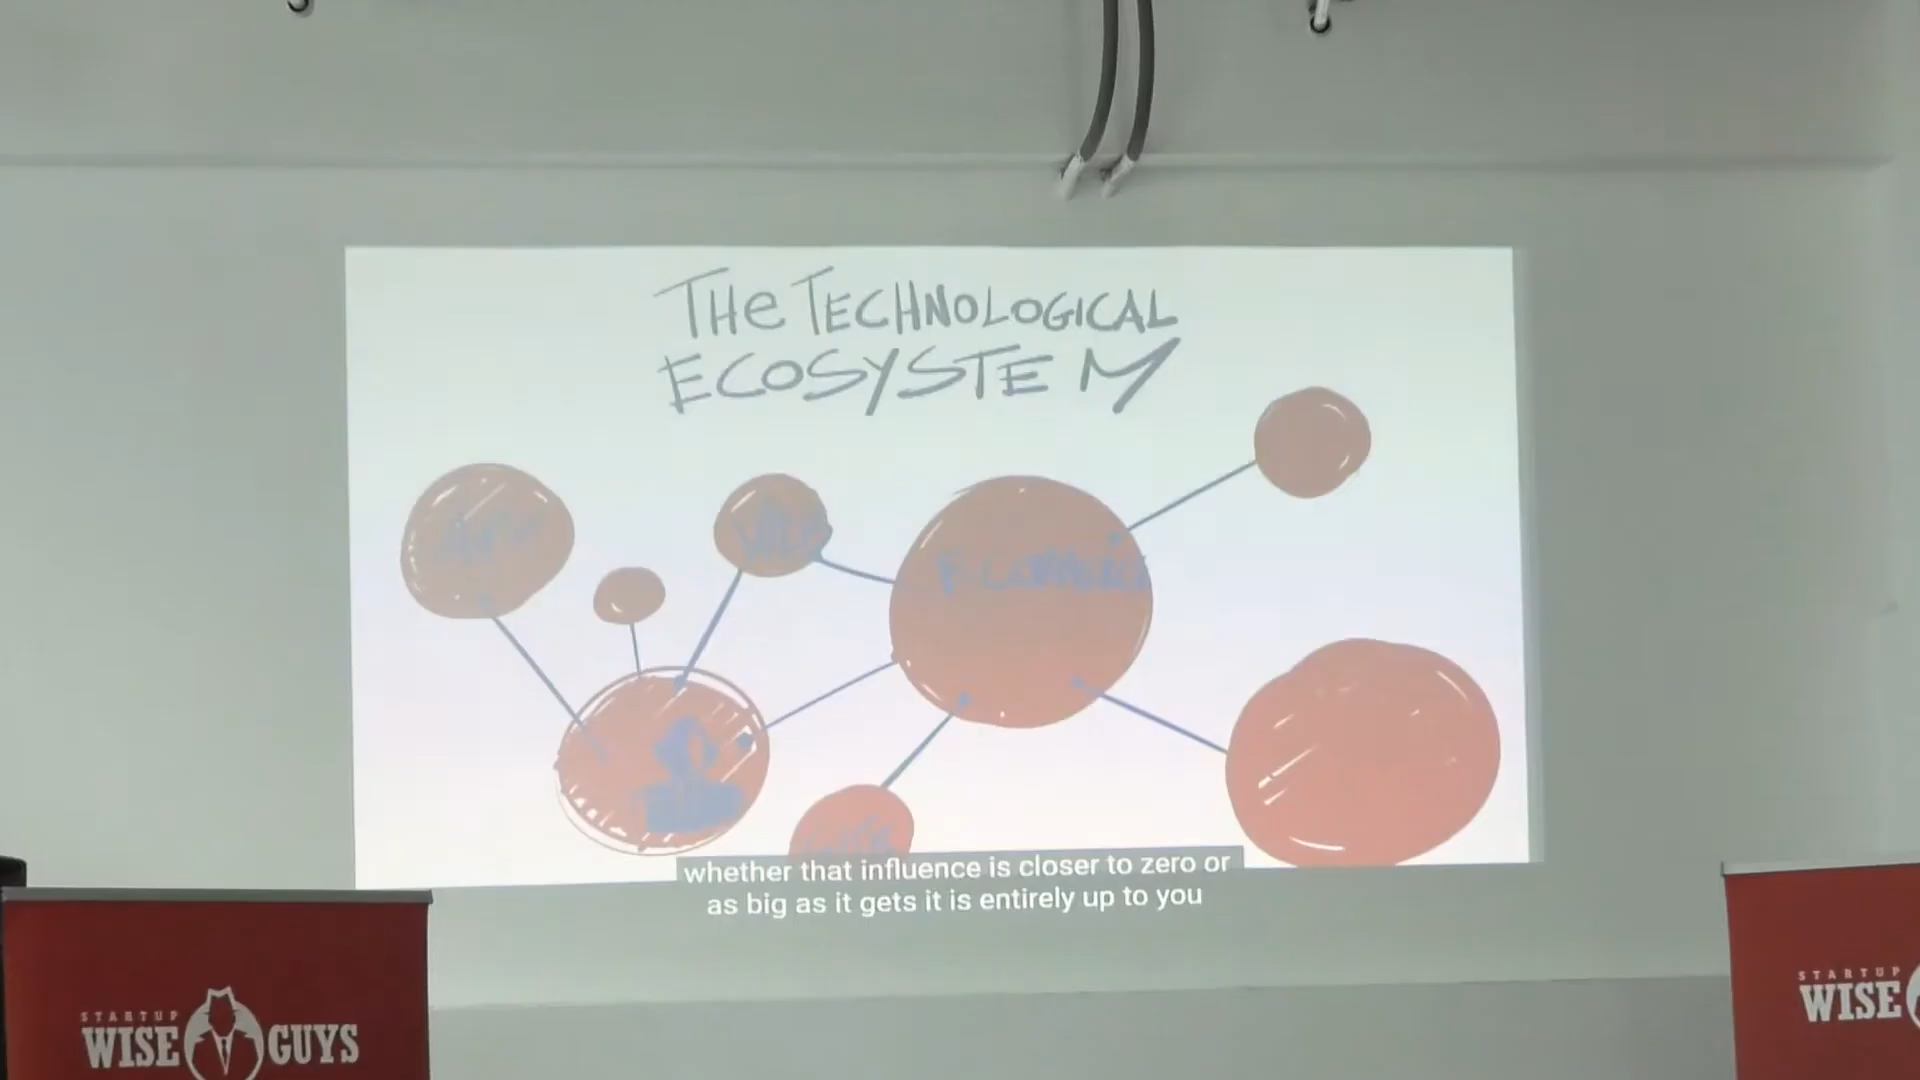 THe TECHNOLOGICAL
ECOSYSTEM
whether that influence is closer to zero or
as big as it gets it is entirely up to you
STARTUP
WISE GUYS
STARTUP
WISE